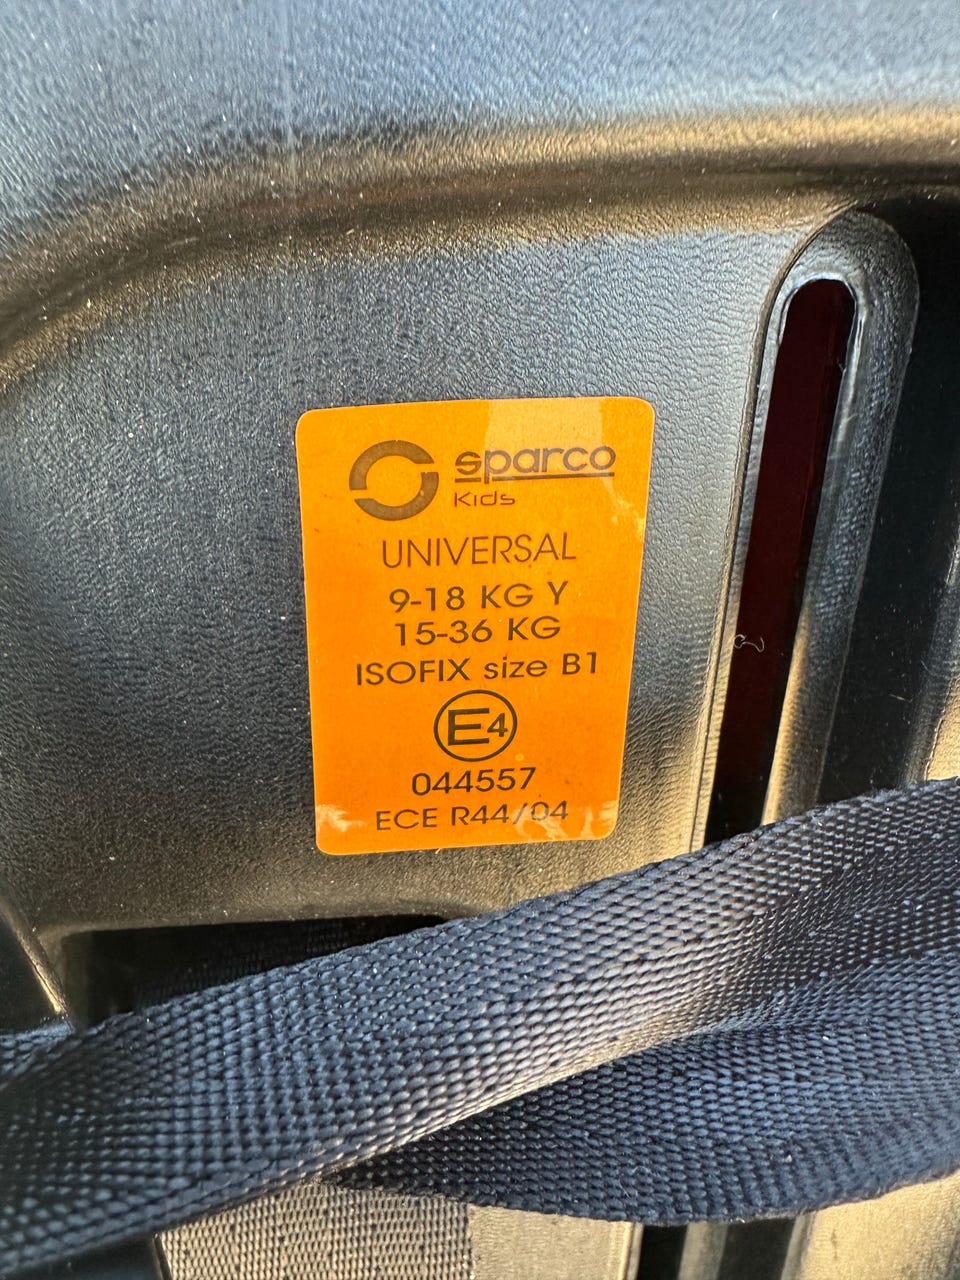 sparco
Kids
UNIVERSAL
9-18 KG Y
15-36 KG
ISOFIX size B1
E4
044557
ECE R44/04